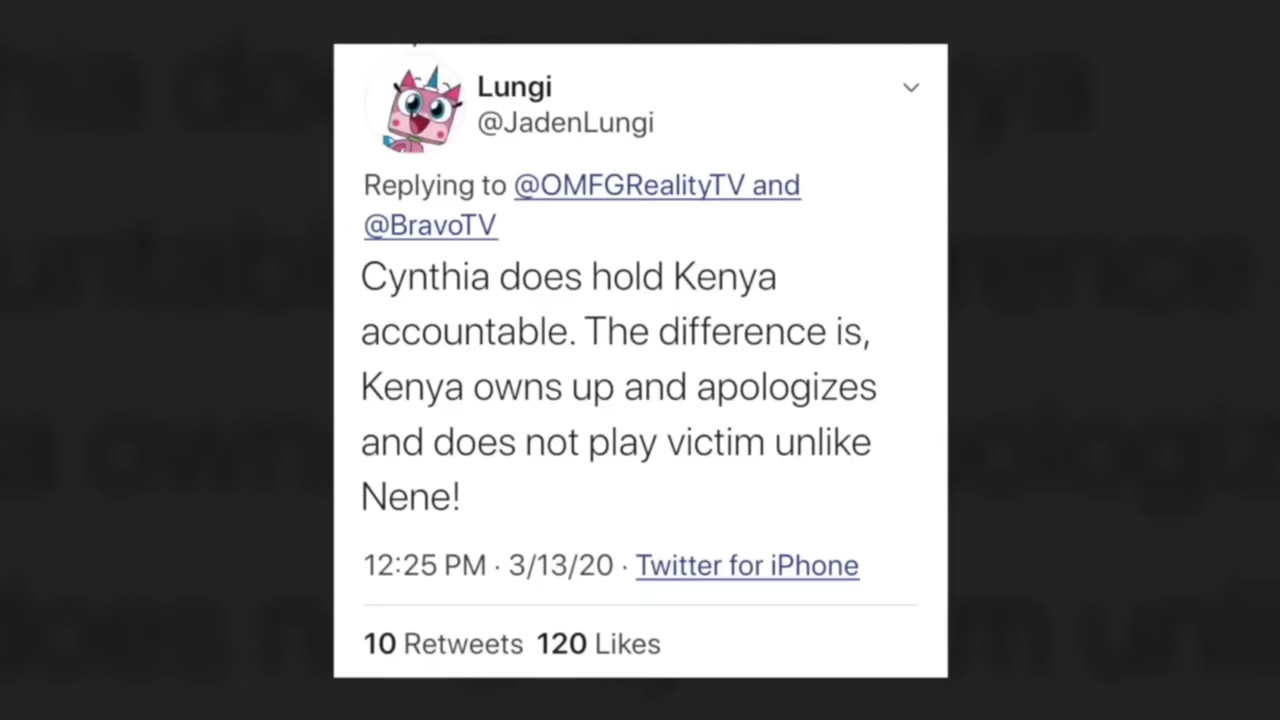 Lungi
@JadenLungi
Replying to @OMFGRealityTV and
@BravoTV
Cynthia does hold Kenya
accountable. The difference is,
Kenya owns up and apologizes
and does not play victim unlike
Nene!
12:25 PM · 3/13/20 · Twitter for iPhone
10 Retweets 120 Likes